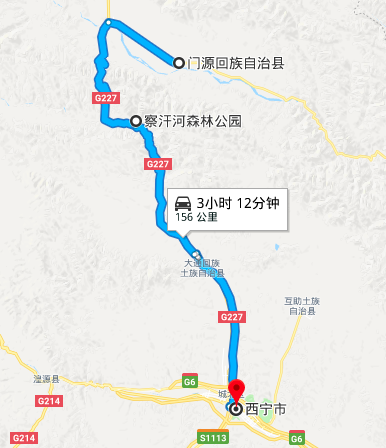 门源回族自治县
G227
察汗河森林公园
G227
3小时 12分钟
156 公里
大通回族
土族自治县
互助土族
自治县
G227
湟源县
G6
城北区
G214
西宁市
G6
G214
S1113